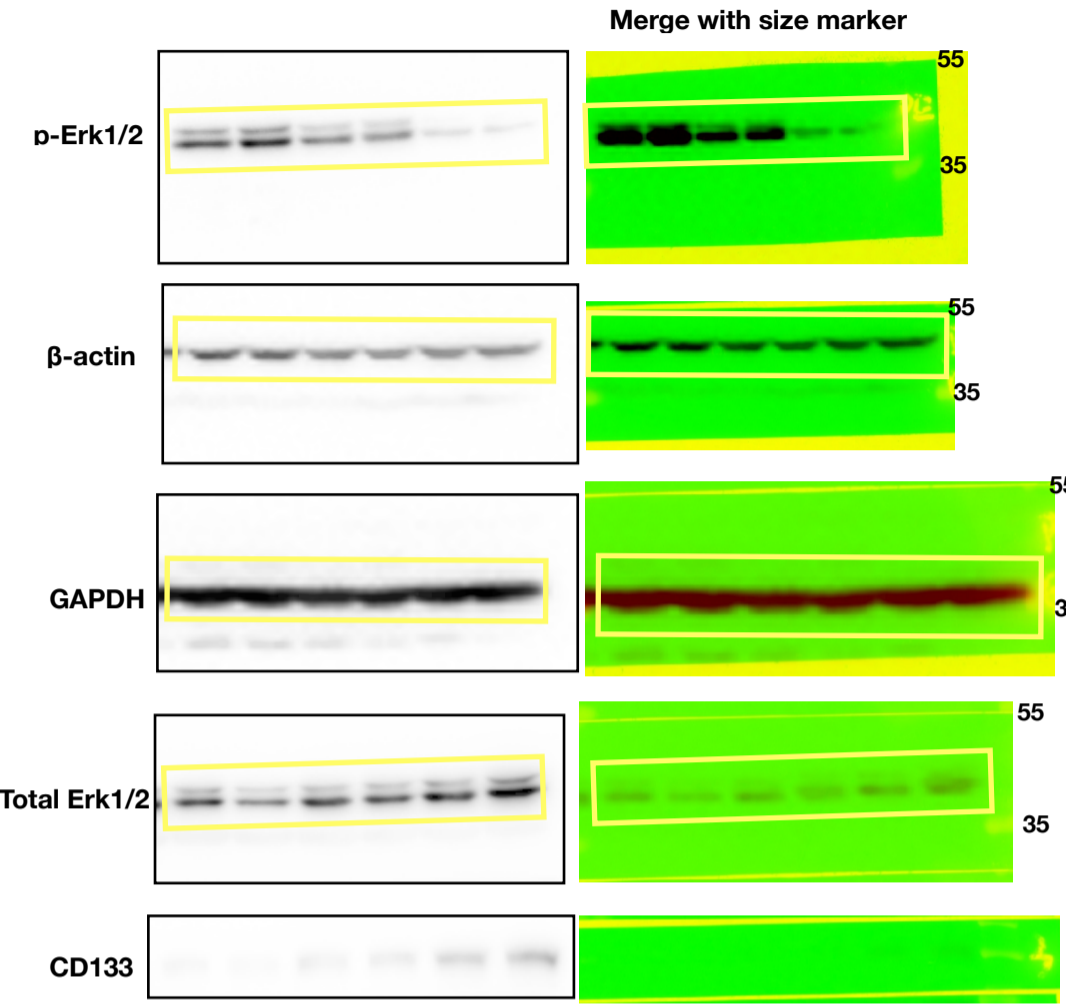 Merge with size marker
55
p-Erk1/2
35
55
β-actin
35
55
GAPDH
3
55
Total Erk1/2
35
CD133